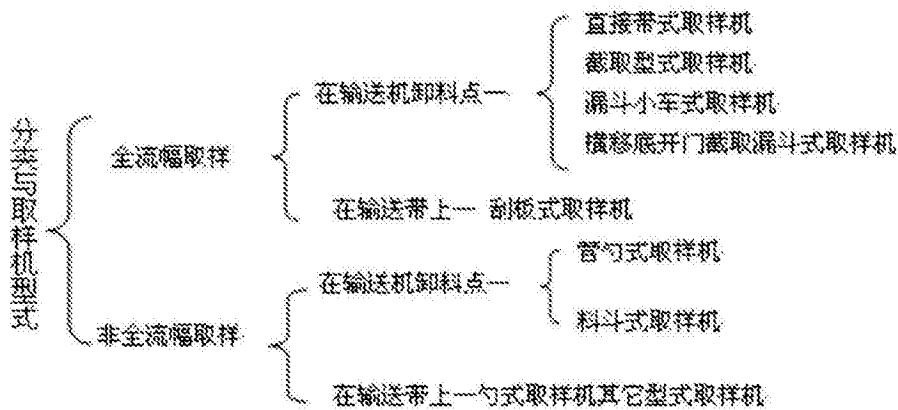 分类与取样机型式
全流幅取样
在输送机卸料点一
直接带式取样机
截取型式取样机
漏斗小车式取样机
横移底开门截取漏斗式取样机
在输送带上一 刮板式取样机
非全流幅取样
在输送机卸料点一
管勺式取样机
料斗式取样机
在输送带上一勺式取样机其它型式取样机